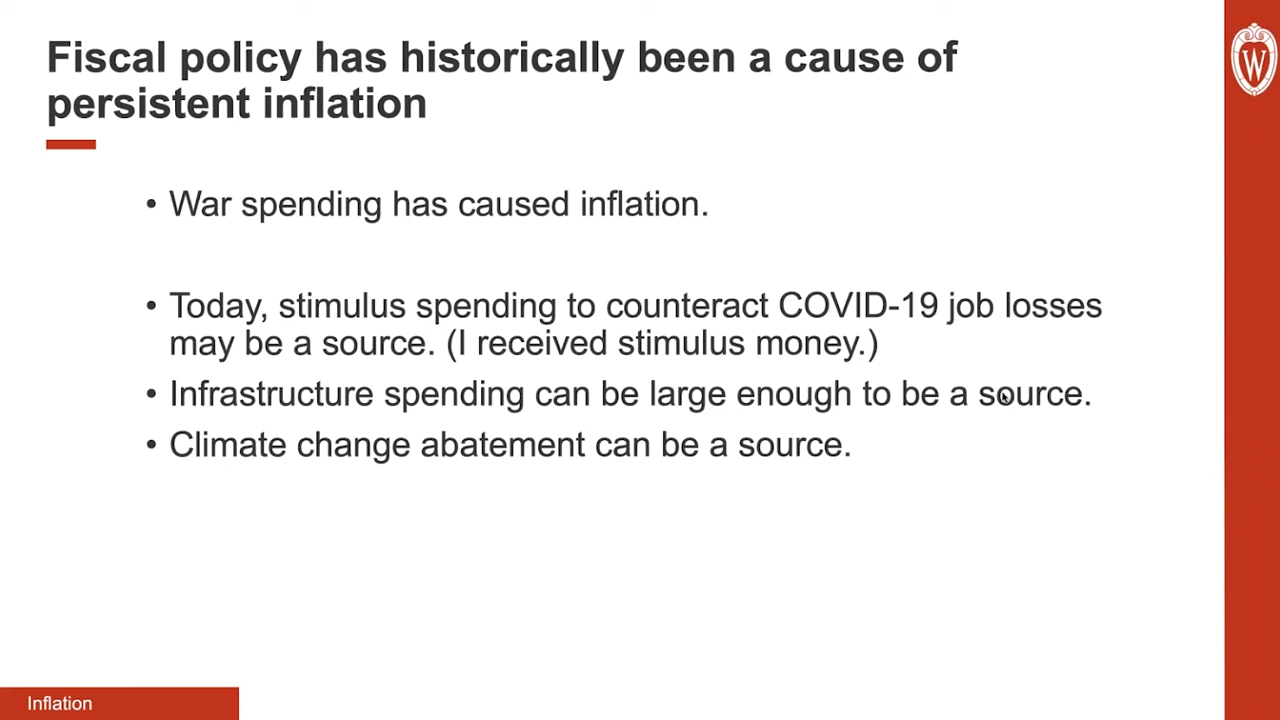 Fiscal policy has historically been a cause of
persistent inflation
W
• War spending has caused inflation.
• Today, stimulus spending to counteract COVID-19 job losses
may be a source. (I received stimulus money.)
• Infrastructure spending can be large enough to be a source.
• Climate change abatement can be a source.
Inflation